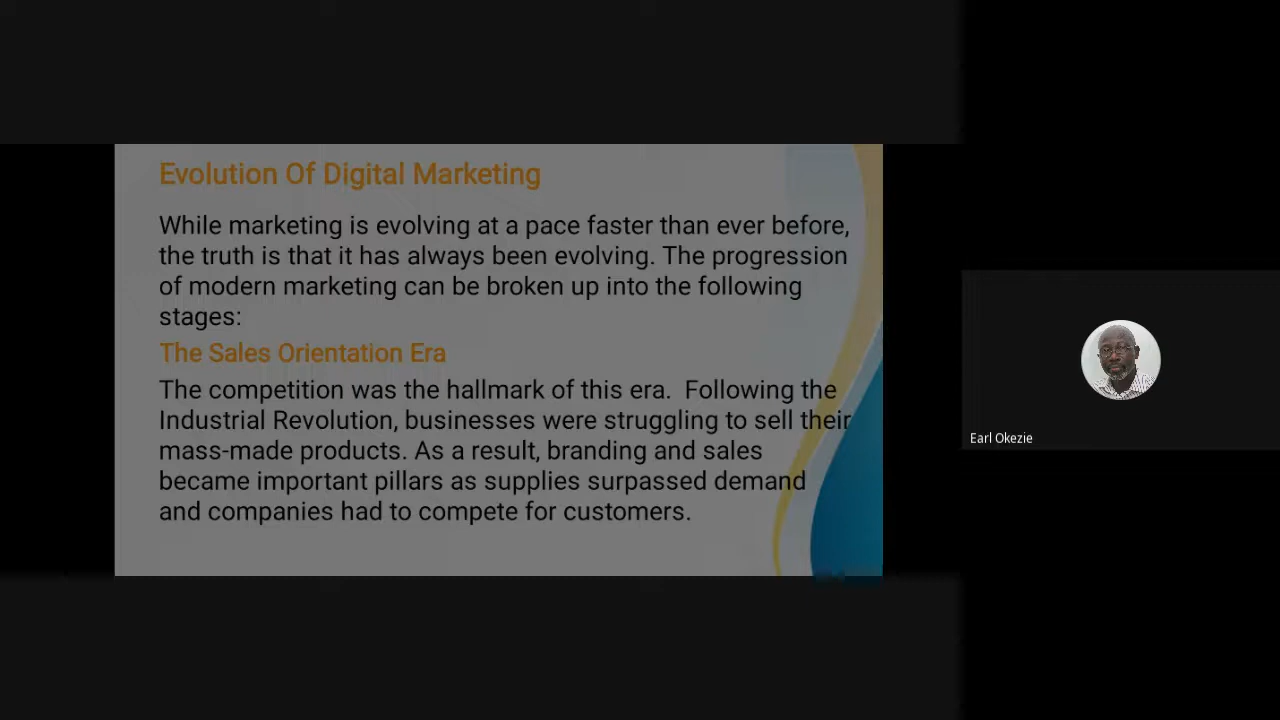 Evolution Of Digital Marketing
While marketing is evolving at a pace faster than ever before,
the truth is that it has always been evolving. The progression
of modern marketing can be broken up into the following
stages:
The Sales Orientation Era
The competition was the hallmark of this era.  Following the
Industrial Revolution, businesses were struggling to sell their
mass-made products. As a result, branding and sales
became important pillars as supplies surpassed demand
and companies had to compete for customers.
Earl Okezie